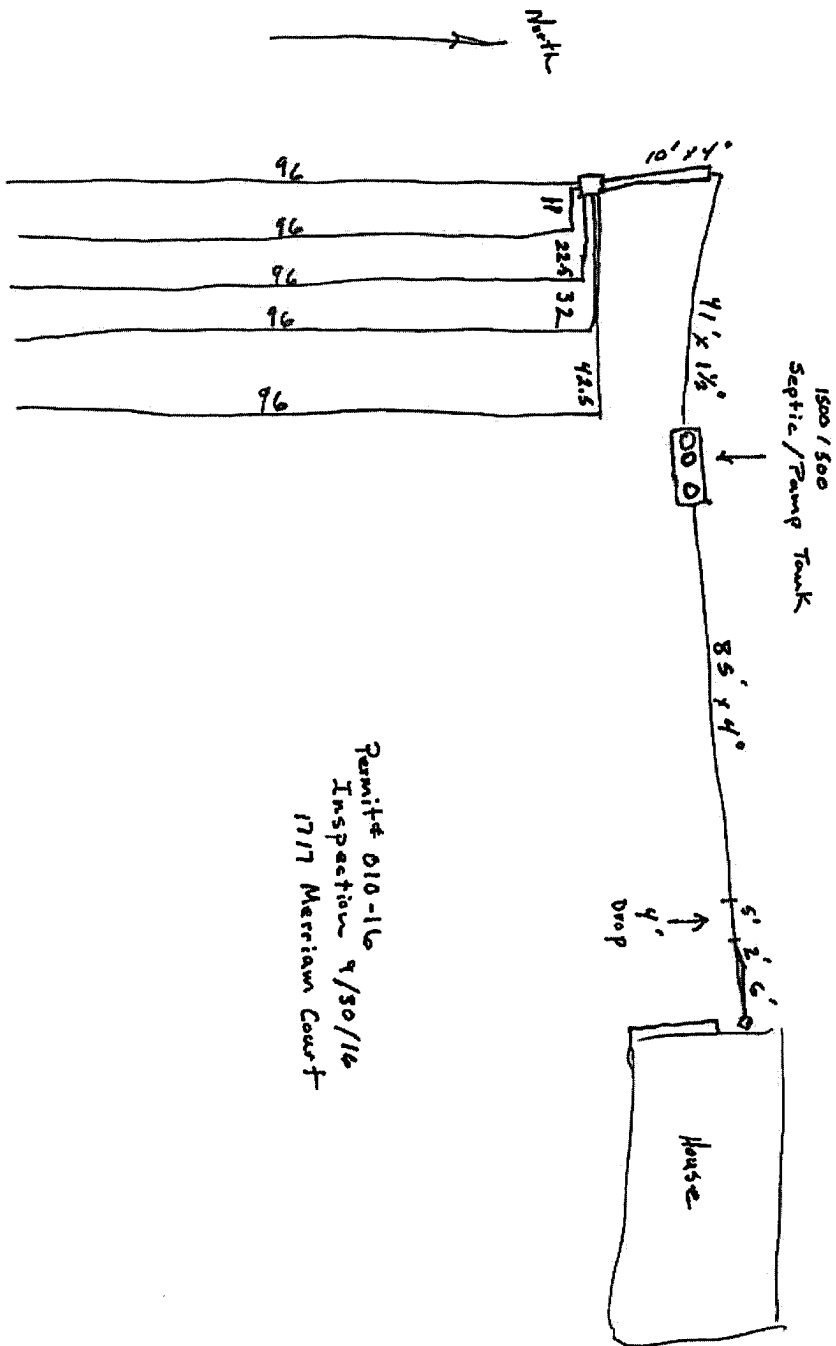 North
10' x 4"
96
96
96
96
96
11
22.5
32
42.5
41' x 1½"
1500/500
Septic/Pump Tank
85' x 4"
5'
2'
6'
4'
Drop
House
Permit# 010-16
Inspection 9/30/16
1717 Merriam Court